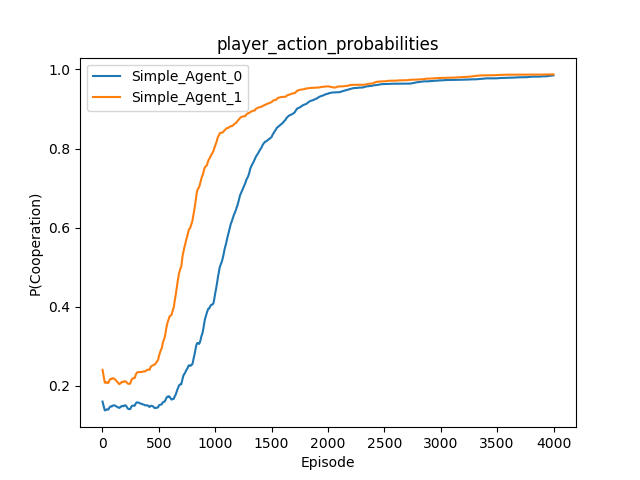 player_action_probabilities
Simple_Agent_0
Simple_Agent_1
P(Cooperation)
1.0
0.8
0.6
0.4
0.2
0 500 1000 1500 2000 2500 3000 3500 4000
Episode